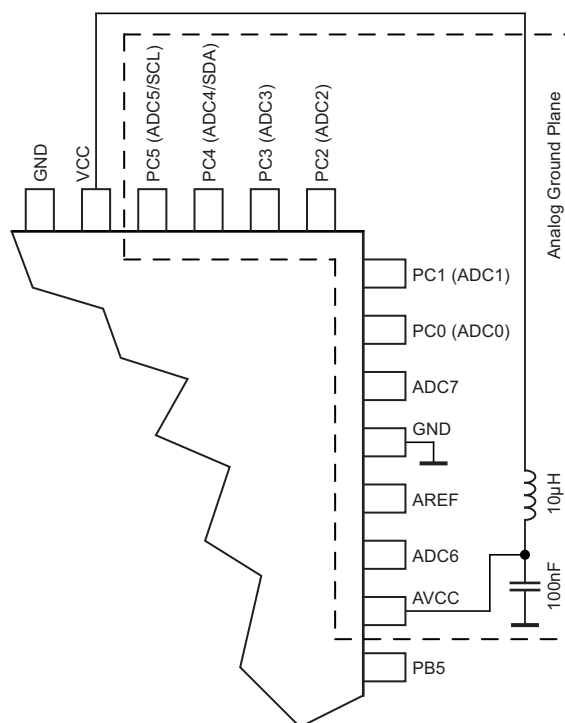 GND
VCC
PC5 (ADC5/SCL)
PC4 (ADC4/SDA)
PC3 (ADC3)
PC2 (ADC2)
Analog Ground Plane
PC1 (ADC1)
PC0 (ADC0)
ADC7
GND
AREF
ADC6
AVCC
PB5
10µH
100nF